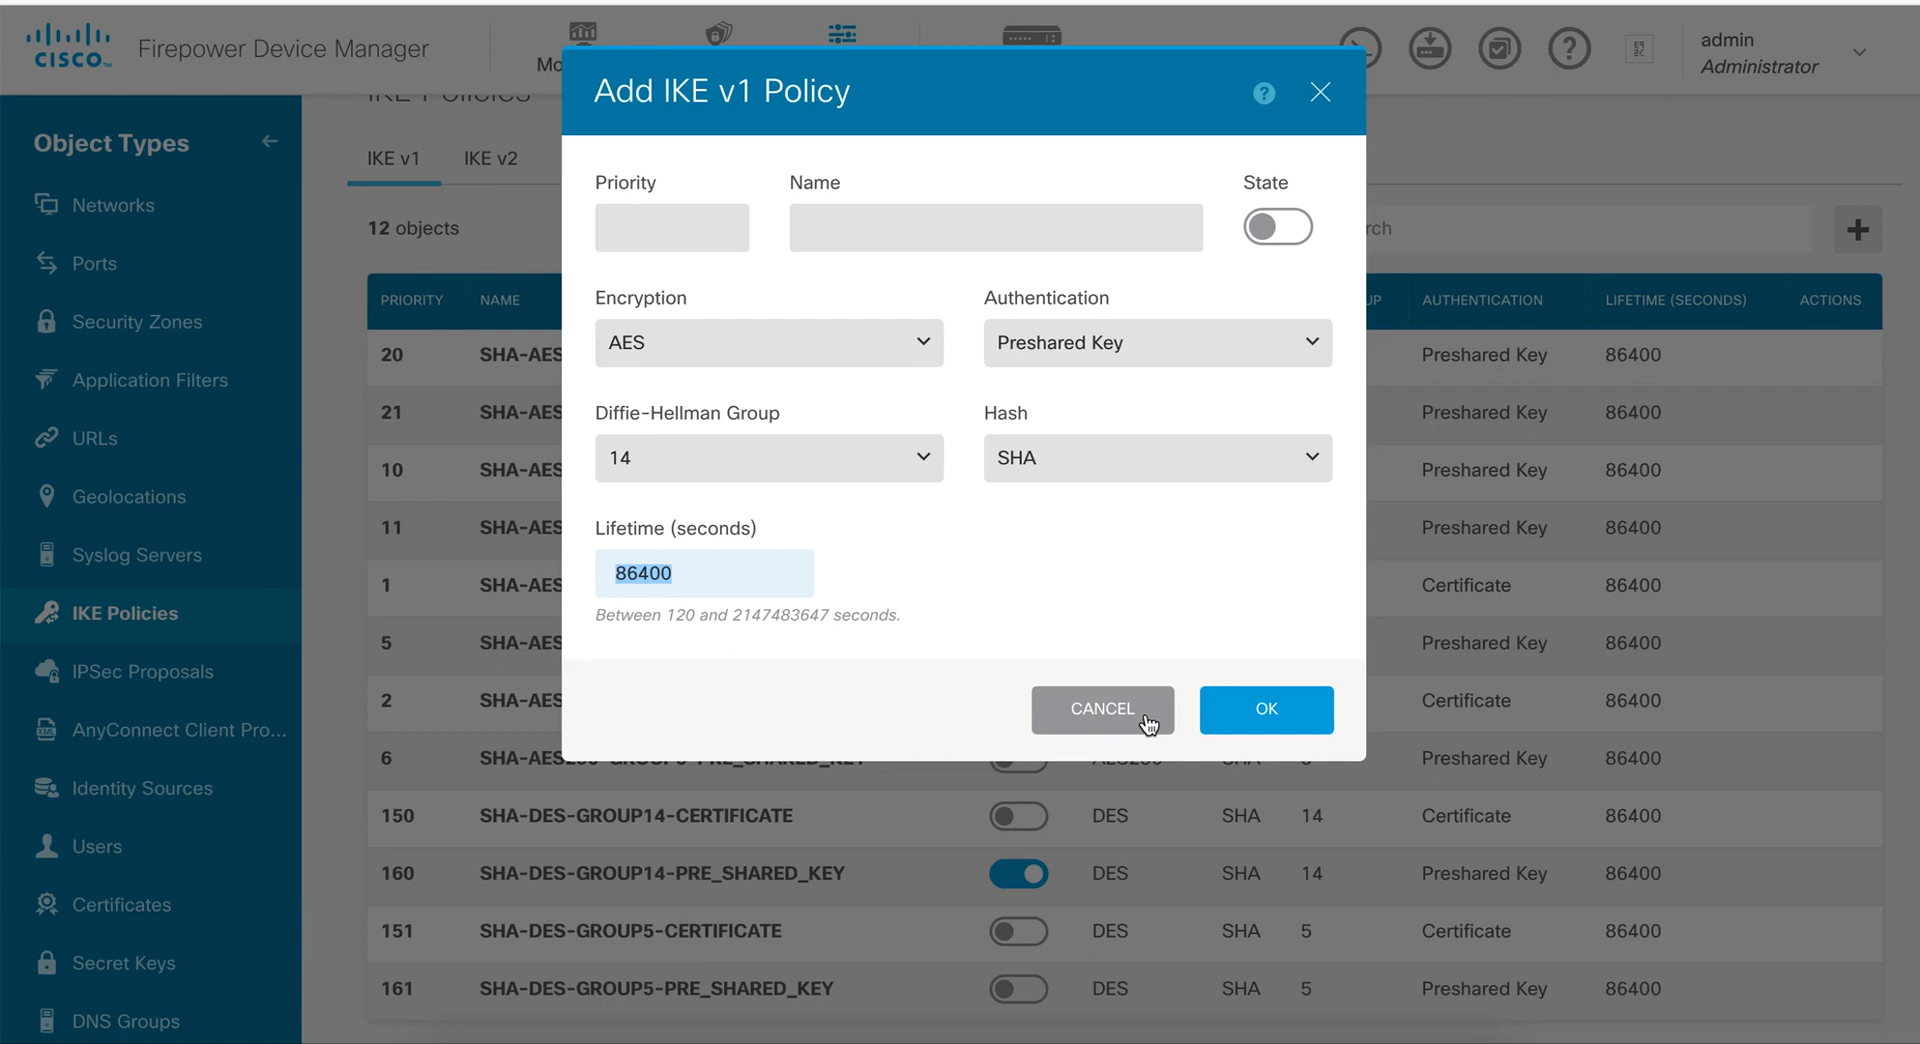 CISCO
Firepower Device Manager
Mo
admin
Administrator
Object Types
Networks
Ports
Security Zones
Application Filters
URLs
Geolocations
Syslog Servers
IKE Policies
IPSec Proposals
AnyConnect Client Pro...
Identity Sources
Users
Certificates
Secret Keys
DNS Groups
IKE Policies
IKE v1 IKE v2
12 objects
rch
Add IKE v1 Policy
Priority Name State
Encryption Authentication
AES Preshared Key
Diffie-Hellman Group Hash
14 SHA
Lifetime (seconds)
86400
Between 120 and 2147483647 seconds.
CANCEL OK
PRIORITY NAME UP AUTHENTICATION LIFETIME (SECONDS) ACTIONS
20 SHA-AES Preshared Key 86400
21 SHA-AES Preshared Key 86400
10 SHA-AES Preshared Key 86400
11 SHA-AES Preshared Key 86400
1 SHA-AES Certificate 86400
5 SHA-AES Preshared Key 86400
2 SHA-AES Certificate 86400
6 SHA-AES Preshared Key 86400
150 SHA-DES-GROUP14-CERTIFICATE DES SHA 14 Certificate 86400
160 SHA-DES-GROUP14-PRE_SHARED_KEY DES SHA 14 Preshared Key 86400
151 SHA-DES-GROUP5-CERTIFICATE DES SHA 5 Certificate 86400
161 SHA-DES-GROUP5-PRE_SHARED_KEY DES SHA 5 Preshared Key 86400